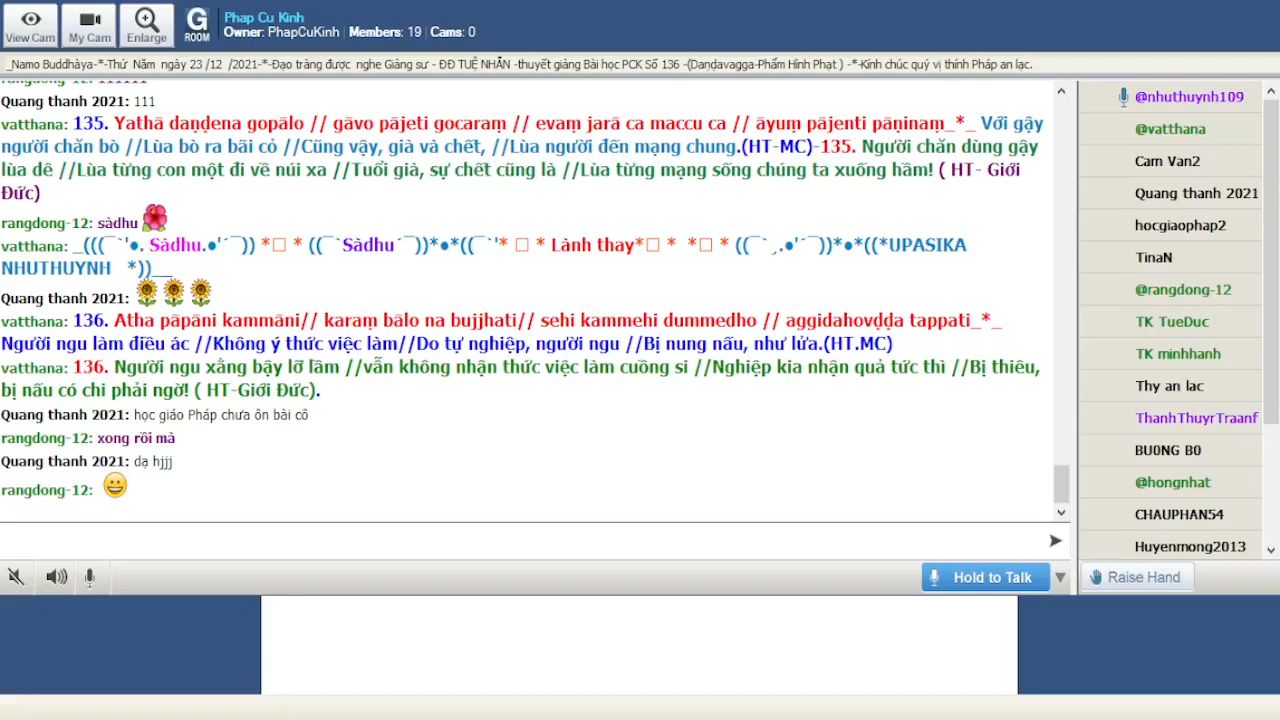 View Cam
My Cam
Enlarge
G
ROOM
Phap Cu Kinh
Owner: PhapCuKinh | Members: 19 | Cams: 0
_Namo Buddhàya-*-Thứ Năm ngày 23 /12 /2021-*-Đạo tràng được nghe Giảng sư - ĐĐ TUỆ NHẪN -thuyết giảng Bài học PCK Số 136 -(Daṇḍavagga-Phẩm Hình Phạt ) -*-Kính chúc quý vị thính Pháp an lạc.
Quang thanh 2021: 111
vatthana: 135. Yathā daṇḍena gopālo // gāvo pājeti gocaraṃ // evaṃ jarā ca maccu ca // āyuṃ pājenti pāṇinaṃ_*_ Với gậy
người chăn bò //Lùa bò ra bãi cỏ //Cũng vậy, già và chết, //Lùa người đến mạng chung.(HT-MC)-135. Người chăn dùng gậy
lùa dê //Lùa từng con một đi về núi xa //Tuổi già, sự chết cũng là //Lùa từng mạng sống chúng ta xuống hầm! ( HT- Giới
Đức)
rangdong-12: sàdhu
vatthana: _(((¯`'●. Sàdhu.●'´¯)) *□ * ((¯`Sàdhu´¯))*●*((¯`'* □ * Lành thay*□ * *□ * ((¯`¸.●'´¯))*●*((*UPASIKA
NHUTHUYNH *))__
Quang thanh 2021:
vatthana: 136. Atha pāpāni kammāni// karaṃ bālo na bujjhati// sehi kammehi dummedho // aggidahovḍḍa tappati_*_
Người ngu làm điều ác //Không ý thức việc làm//Do tự nghiệp, người ngu //Bị nung nấu, như lửa.(HT.MC)
vatthana: 136. Người ngu xằng bậy lỡ lầm //vẫn không nhận thức việc làm cuồng si //Nghiệp kia nhận quả tức thì //Bị thiêu,
bị nấu có chi phải ngờ! ( HT-Giới Đức).
Quang thanh 2021: học giáo Pháp chưa ôn bài cô
rangdong-12: xong rồi mà
Quang thanh 2021: dạ hjjj
rangdong-12:
@nhuthuynh109
@vatthana
Cam Van2
Quang thanh 2021
hocgiaophap2
TinaN
@rangdong-12
TK TueDuc
TK minhhanh
Thy an lac
ThanhThuyrTraanf
BU0NG B0
@hongnhat
CHAUPHAN54
Huyenmong2013
Hold to Talk
Raise Hand